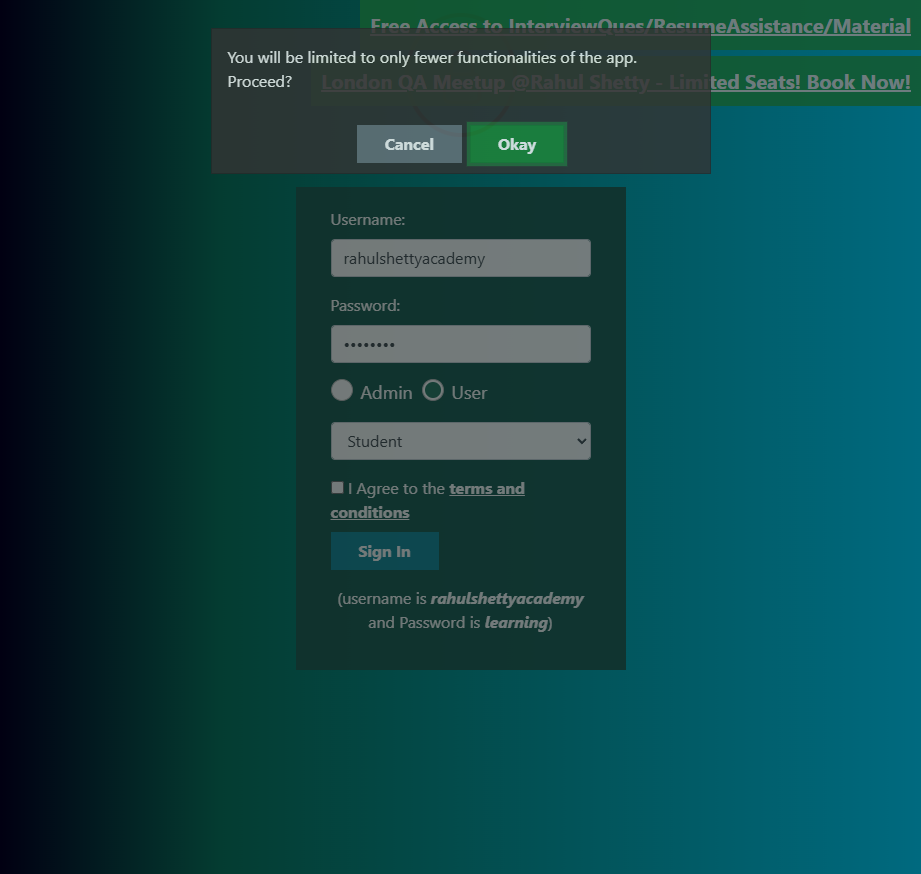 Free Access to InterviewQues/ResumeAssistance/Material
You will be limited to only fewer functionalities of the app.
Proceed?
London QA Meetup @Rahul Shetty - Limited Seats! Book Now!
Cancel Okay
Username:
rahulshettyacademy
Password:
••••••••
Admin User
Student
I Agree to the terms and
conditions
Sign In
(username is rahulshettyacademy
and Password is learning)